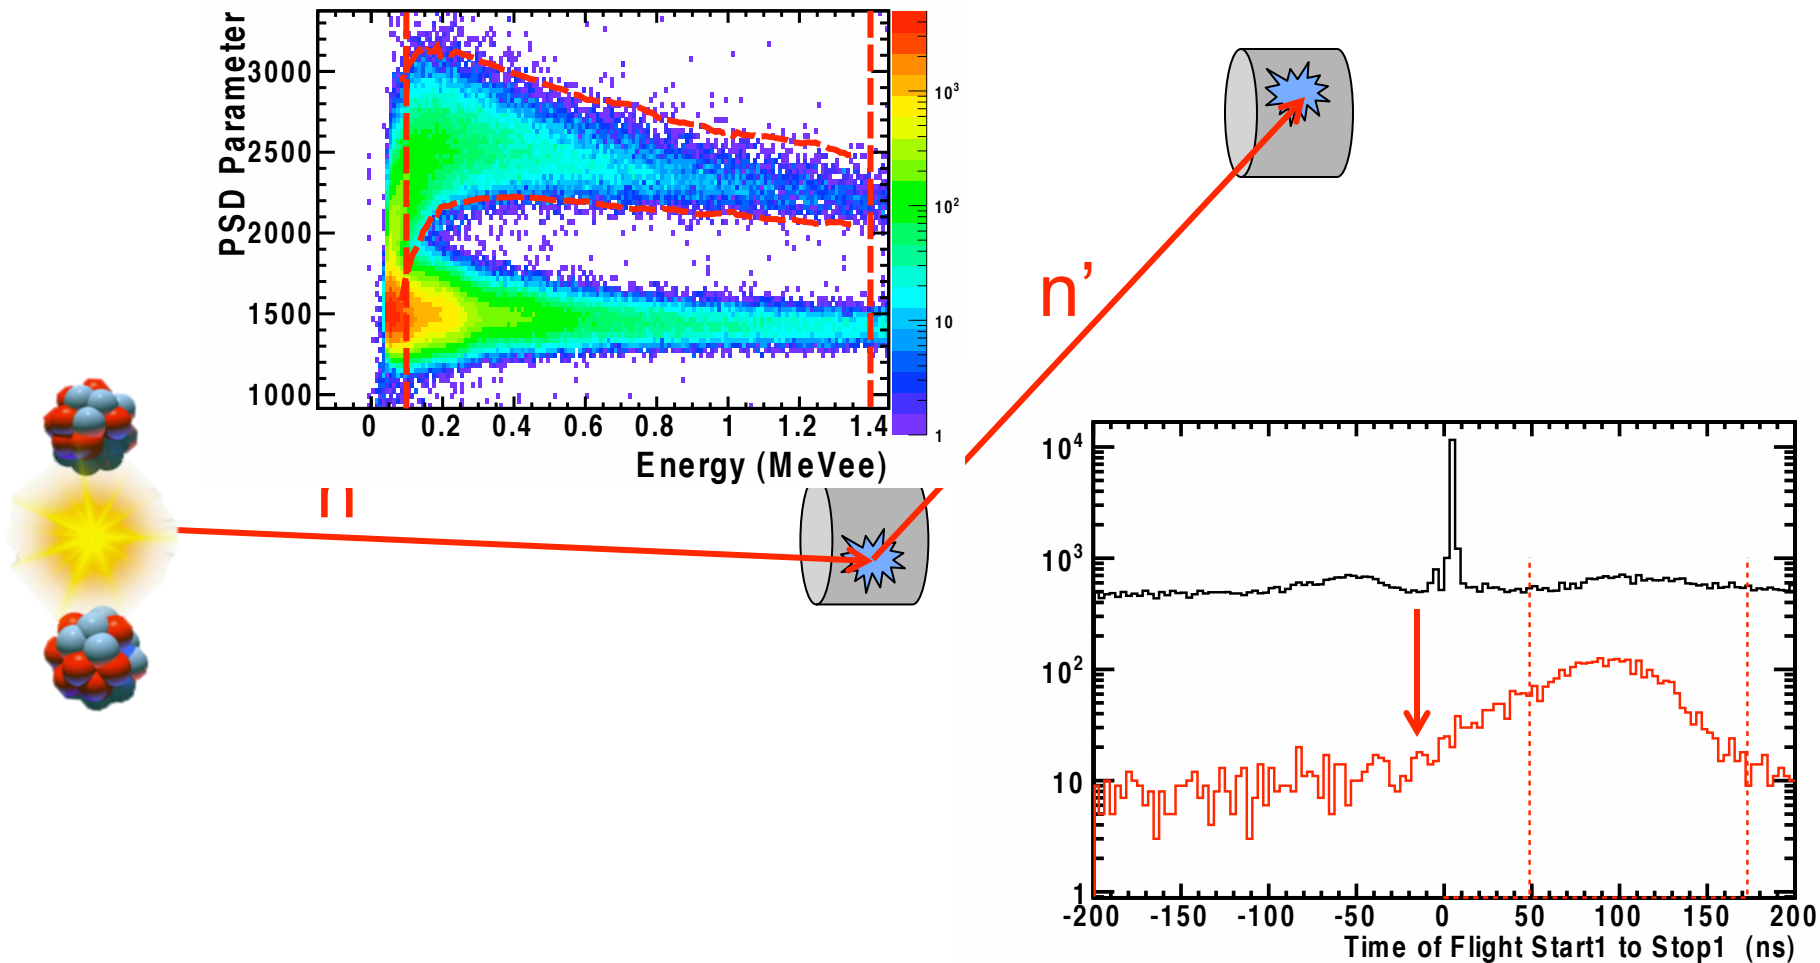 PSD Parameter
3000
2500
2000
1500
1000
0 0.2 0.4 0.6 0.8 1 1.2 1.4
Energy (MeVee)
10³
10²
10
1
n
n’
10⁴
10³
10²
10
1
-200 -150 -100 -50 0 50 100 150 200
Time of Flight Start1 to Stop1 (ns)